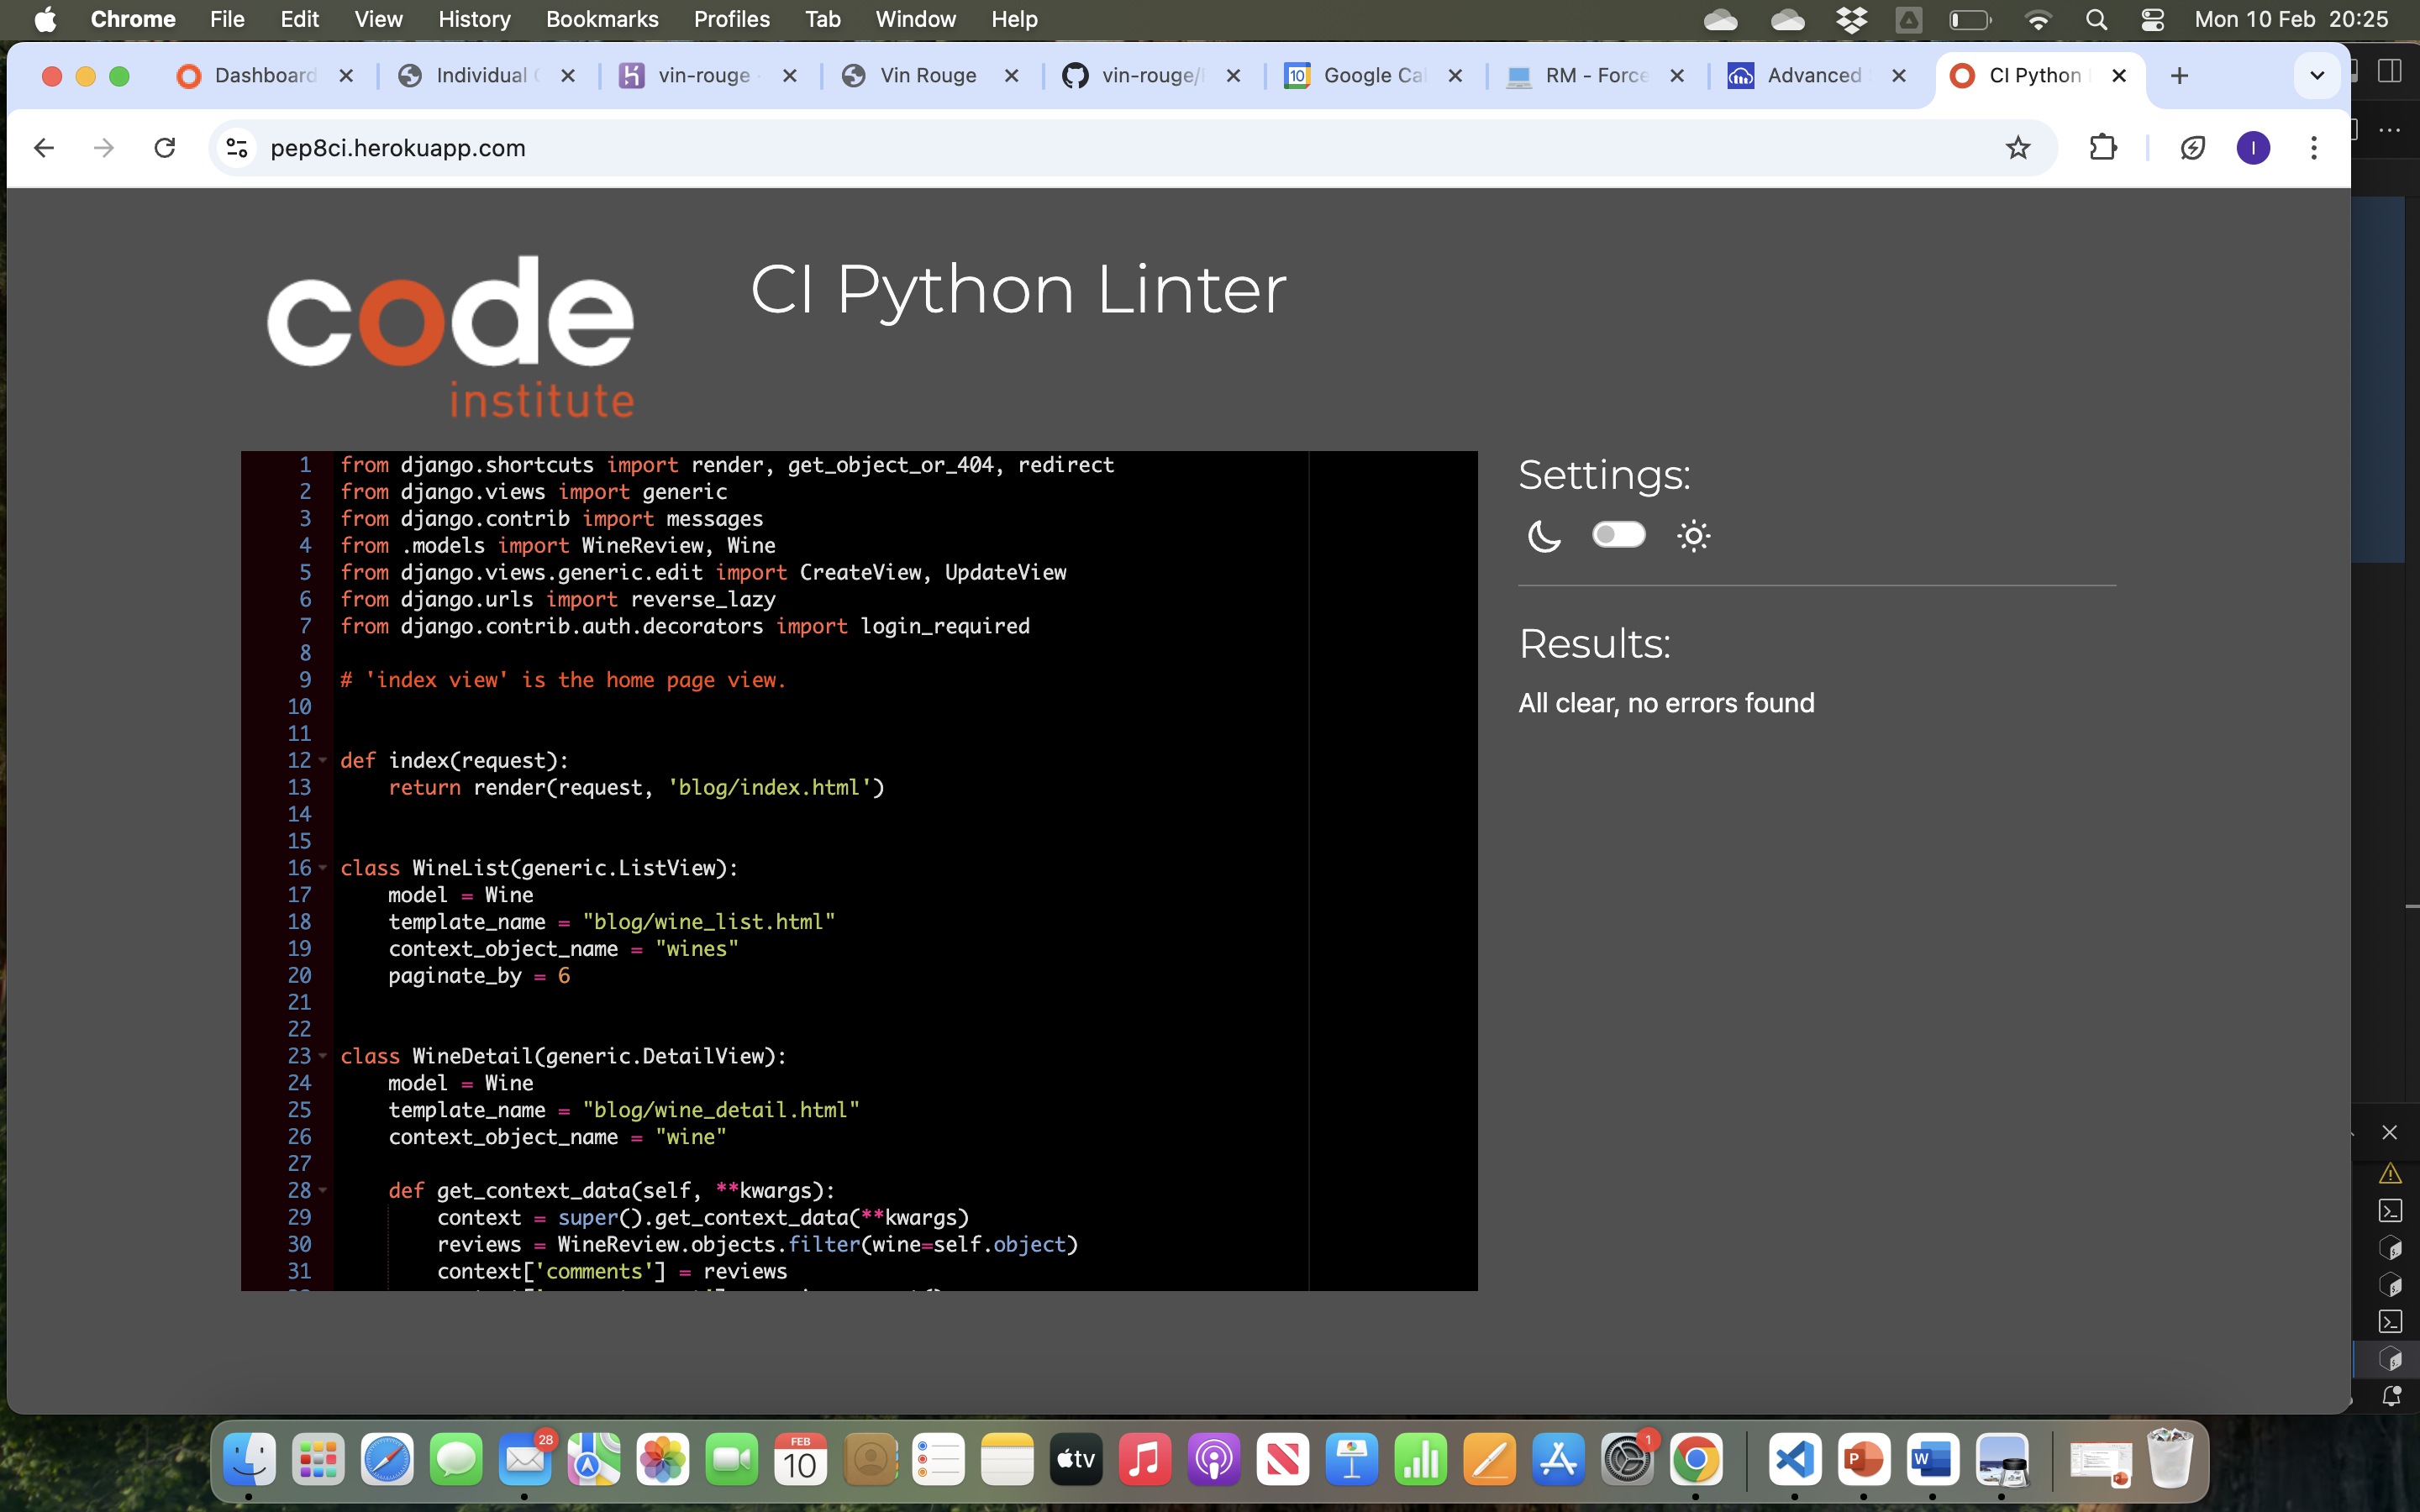 Chrome File Edit View History Bookmarks Profiles Tab Window Help Mon 10 Feb 20:25
Dashboard Individual vin-rouge Vin Rouge vin-rouge/ 10 Google Cal RM - Force Advanced CI Python
pep8ci.herokuapp.com I
code
institute
CI Python Linter
1 from django.shortcuts import render, get_object_or_404, redirect
2 from django.views import generic
3 from django.contrib import messages
4 from .models import WineReview, Wine
5 from django.views.generic.edit import CreateView, UpdateView
6 from django.urls import reverse_lazy
7 from django.contrib.auth.decorators import login_required
8
9 # 'index view' is the home page view.
10
11
12 def index(request):
13     return render(request, 'blog/index.html')
14
15
16 class WineList(generic.ListView):
17     model = Wine
18     template_name = "blog/wine_list.html"
19     context_object_name = "wines"
20     paginate_by = 6
21
22
23 class WineDetail(generic.DetailView):
24     model = Wine
25     template_name = "blog/wine_detail.html"
26     context_object_name = "wine"
27
28     def get_context_data(self, **kwargs):
29         context = super().get_context_data(**kwargs)
30         reviews = WineReview.objects.filter(wine=self.object)
31         context['comments'] = reviews
Settings:
Results:
All clear, no errors found
28 FEB 10 tv 1 P W